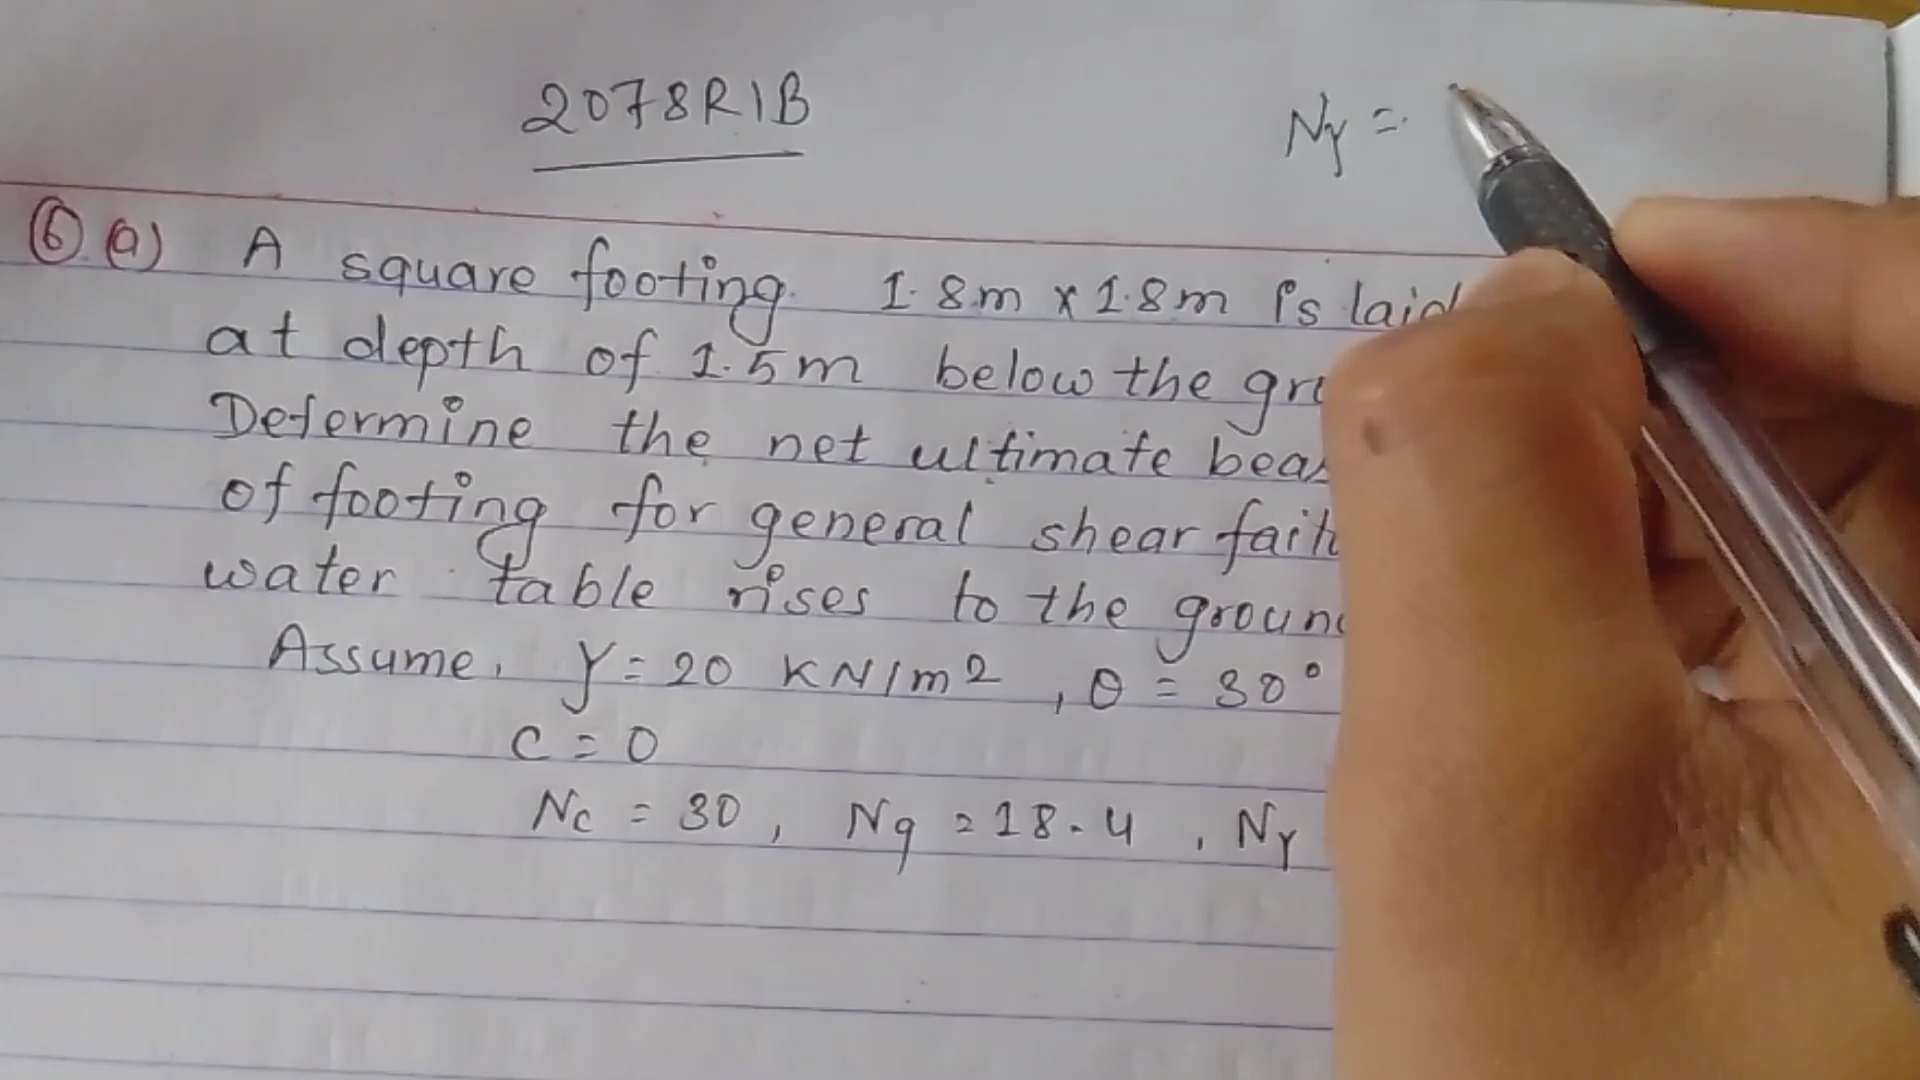 2078RIB
Nγ =
⑥.(a) A square footing 1.8m x 1.8m is laid
at depth of 1.5m below the
Determine the net ultimate
of footing for general shear
water table rises to the
Assume, γ = 20 KN/m2, θ = 30°
C = 0
Nc = 30, Nq = 18.4, Nγ